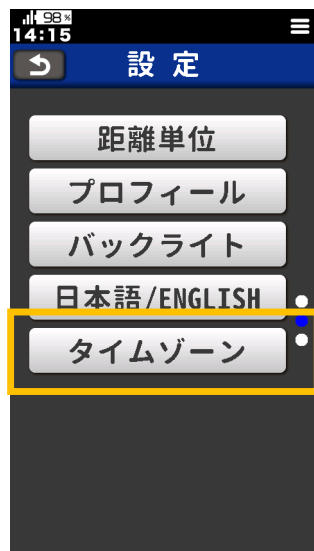 98%
14:15
設定
距離単位
プロフィール
バックライト
日本語/ENGLISH
タイムゾーン